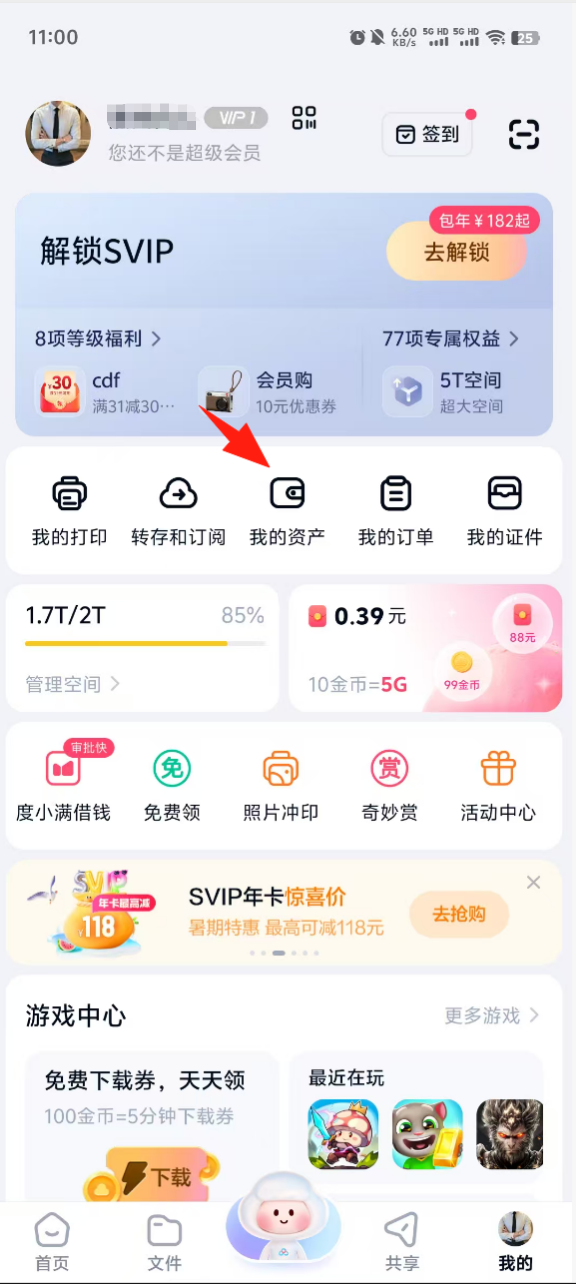 11:00
6.60 KB/s
5G HD
5G HD
25
VIP 1
签到
您还不是超级会员
包年￥182起
解锁SVIP
去解锁
8项等级福利
77项专属权益
¥30
cdf
满31减30···
会员购
10元优惠券
5T空间
超大空间
我的打印
转存和订阅
我的资产
我的订单
我的证件
1.7T/2T
85%
管理空间
0.39元
88元
10金币=5G
99金币
审批快
免
赏
度小满借钱
免费领
照片冲印
奇妙赏
活动中心
SVIP
年卡最高减
¥118
SVIP年卡惊喜价
暑期特惠 最高可减118元
去抢购
游戏中心
更多游戏
免费下载券，天天领
100金币=5分钟下载券
下载
最近在玩
首页
文件
共享
我的